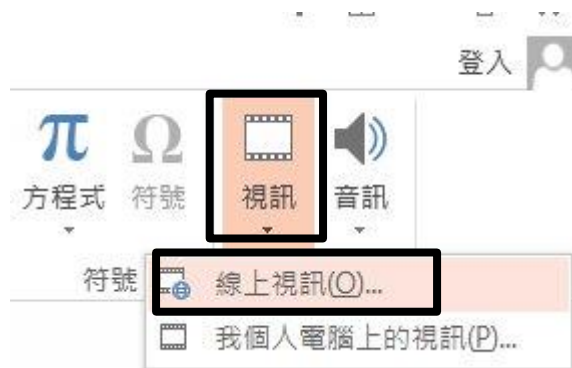 登入
π Ω
方程式 符號 視訊 音訊
符號
線上視訊(O)...
我個人電腦上的視訊(P)...